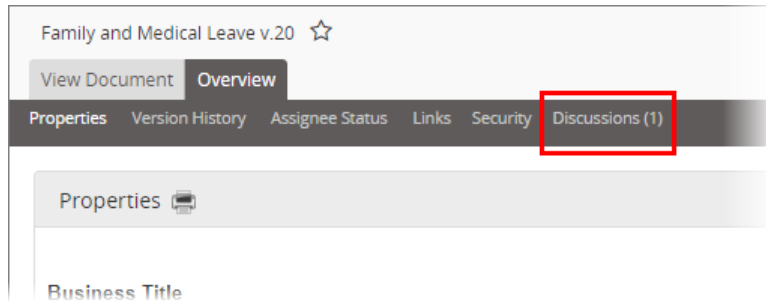 Family and Medical Leave v.20
View Document Overview
Properties Version History Assignee Status Links Security Discussions (1)
Properties
Business Title